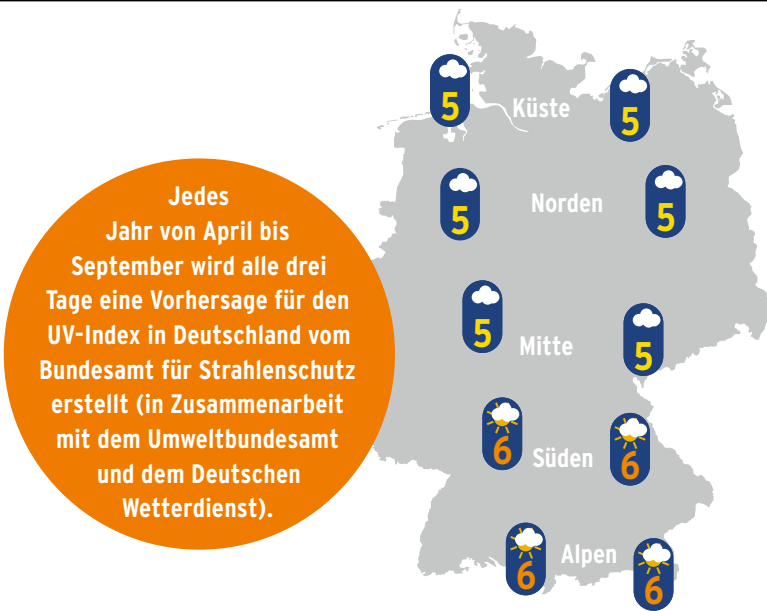 Jedes
Jahr von April bis
September wird alle drei
Tage eine Vorhersage für den
UV-Index in Deutschland vom
Bundesamt für Strahlenschutz
erstellt (in Zusammenarbeit
mit dem Umweltbundesamt
und dem Deutschen
Wetterdienst).
5 Küste 5
5 Norden 5
5 Mitte 5
6 Süden 6
6 Alpen 6